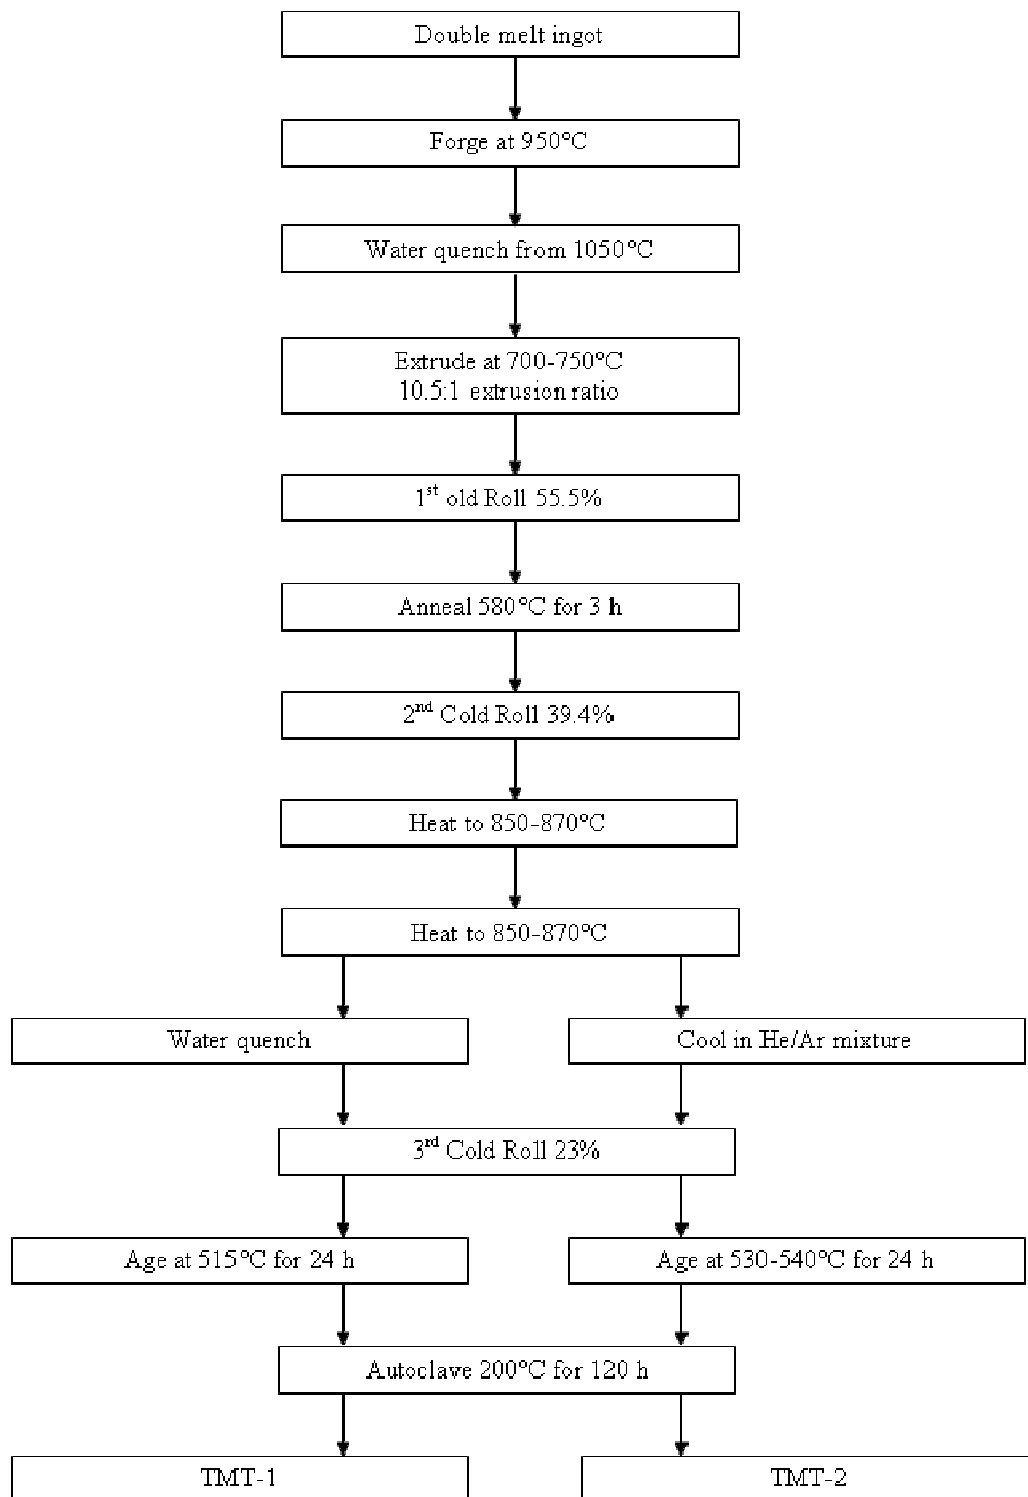 Double melt ingot
Forge at 950°C
Water quench from 1050°C
Extrude at 700-750°C
10.5:1 extrusion ratio
1st old Roll 55.5%
Anneal 580°C for 3 h
2nd Cold Roll 39.4%
Heat to 850-870°C
Heat to 850-870°C
Water quench
Cool in He/Ar mixture
3rd Cold Roll 23%
Age at 515°C for 24 h
Age at 530-540°C for 24 h
Autoclave 200°C for 120 h
TMT-1
TMT-2